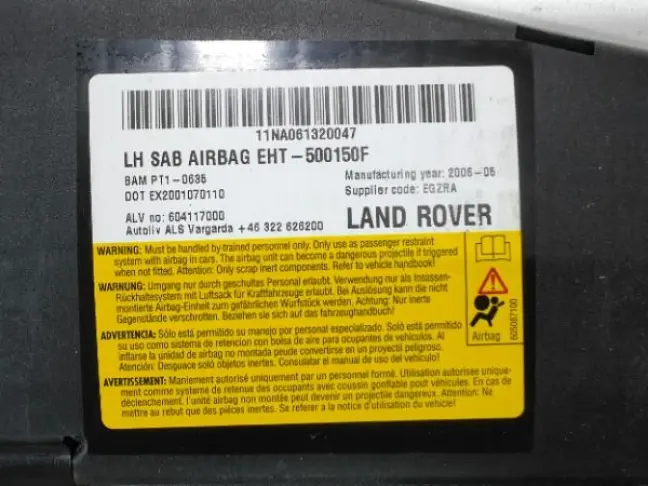 11NA061320047
LH SAB AIRBAG EHT-500150F
BAM PT1-0635
Manufacturing year: 2006-05
DOT EX2001070110
Supplier code: EGZRA
ALV no: 604117000
Autoliv ALS Vargarda +46 322 626200
LAND ROVER
WARNING: Must be handled by trained personnel only. Only use as passenger restraint
system with airbag in cars. The airbag unit can become a dangerous projectile if triggered
when not fitted. Attention: Only scrap inert components. Refer to vehicle handbook!
WARNUNG: Umgang nur durch geschultes Personal erlaubt. Verwendung nur als Insassen-
Rückhaltesystem mit Luftsack für Kraftfahrzeuge erlaubt. Bei Auslösung kann die nicht
montierte Airbag-Einheit zum gefährlichen Wurfstück werden, Achtung: Nur inerte
Gegenstände verschrotten. Beziehen sie sich auf das fahrzeughandbuch!
ADVERTENCIA: Sólo está permitido su manejo por personal especializado. Solo está permitido
su uso como sistema de retencion con bolsa de aire para ocupantes de vehículos. Al
inflarse la unidad de airbag no montada peude convertirse en un proyectil peligroso.
Atención: Desguace solo objetos inertes. Consulatar el manual de uso del vehículo!
AVERTISSEMENT: Maniement autorisé uniquement par un personnel formé. Utilisation autorisée unique-
ment comme systeme de retenue des occupants avec coussin gonflable pout véhicules. En cas de
déclenchement. l'unité airbag non montée peut devenir un projectile dangereux. Attention: Ne
mettre au rebut que des pièces inertes. Se referer à la notice d'utilisation du vehicule!
Airbag
605087100